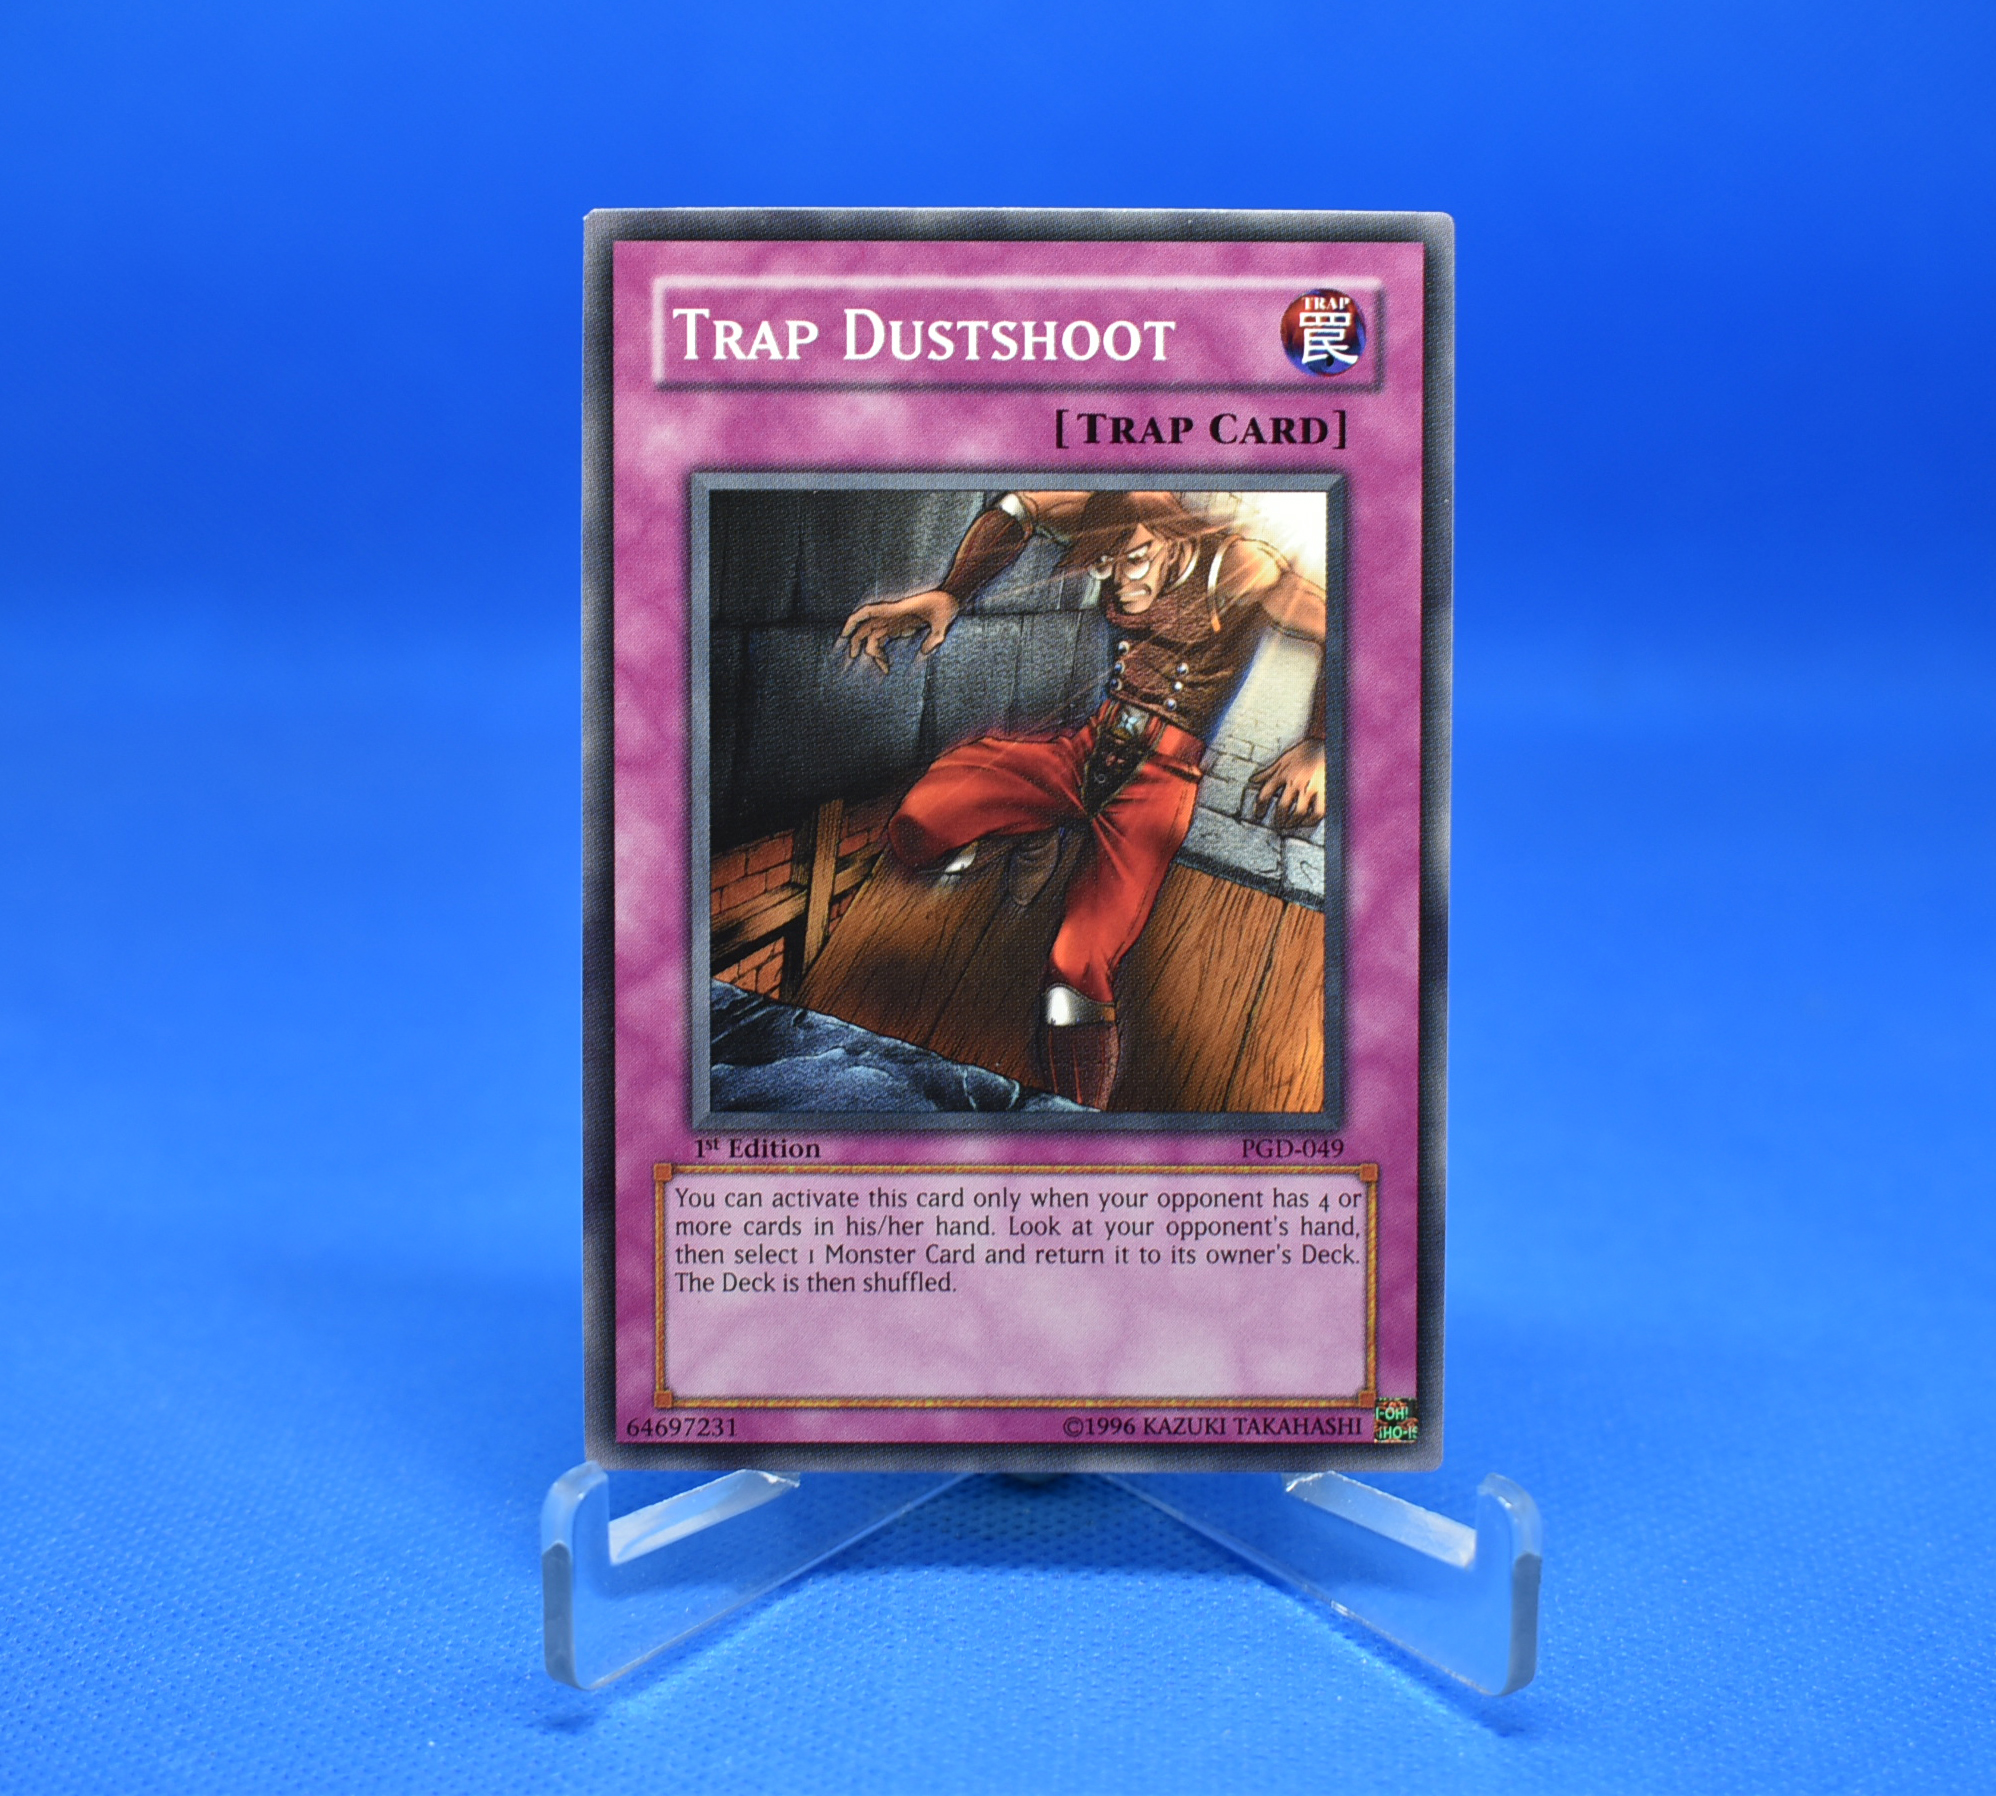 TRAP DUSTSHOOT
TRAP
罠
[TRAP CARD]
1st Edition
PGD-049
You can activate this card only when your opponent has 4 or
more cards in his/her hand. Look at your opponent's hand,
then select 1 Monster Card and return it to its owner's Deck.
The Deck is then shuffled.
64697231
©1996 KAZUKI TAKAHASHI
I-OH!